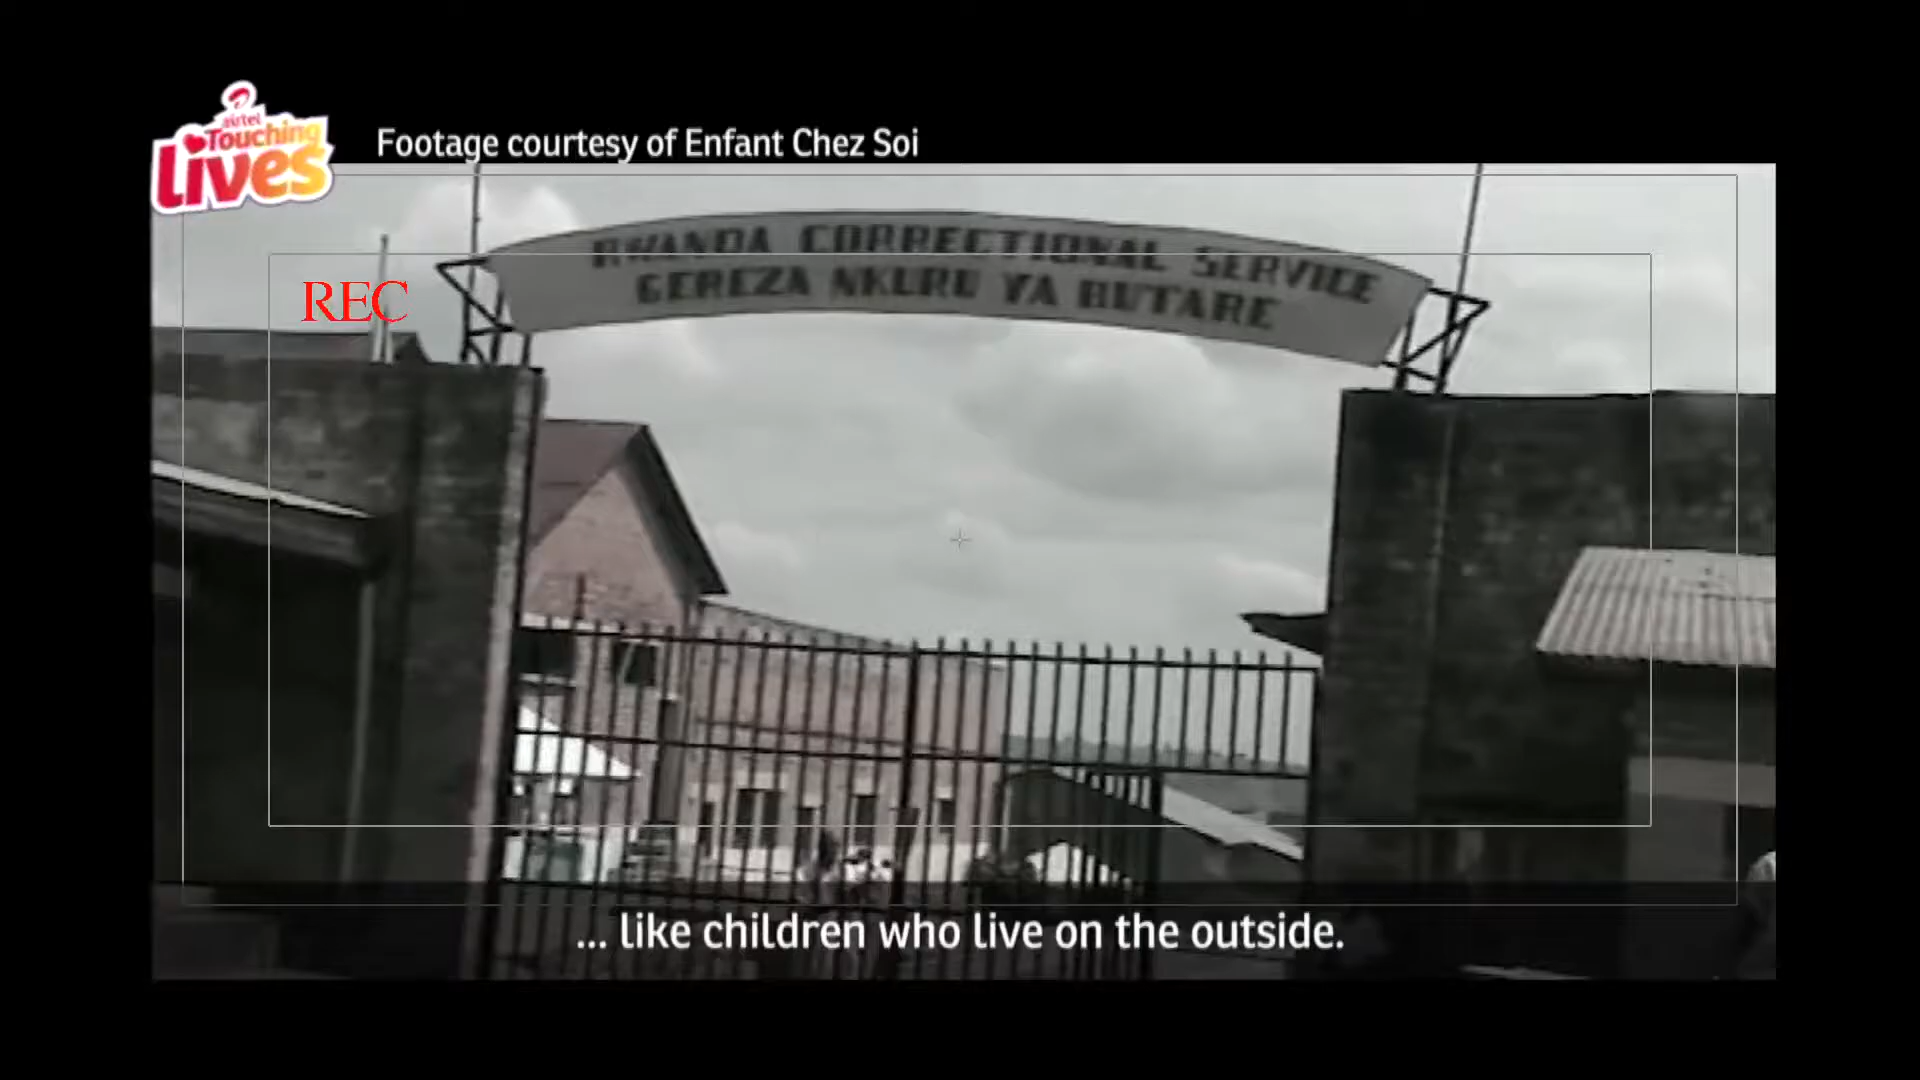 airtel
Touching
Lives
Footage courtesy of Enfant Chez Soi
RWANDA CORRECTIONAL SERVICE
GEREZA NKURU YA BUTARE
REC
... like children who live on the outside.